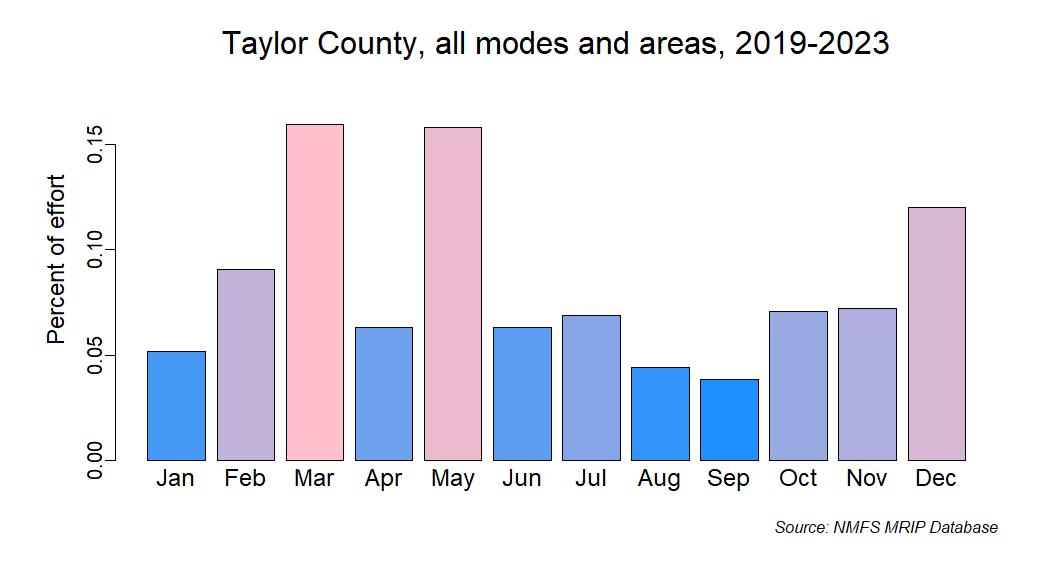 Taylor County, all modes and areas, 2019-2023
Percent of effort
0.15
0.10
0.05
0.00
Jan Feb Mar Apr May Jun Jul Aug Sep Oct Nov Dec
Source: NMFS MRIP Database